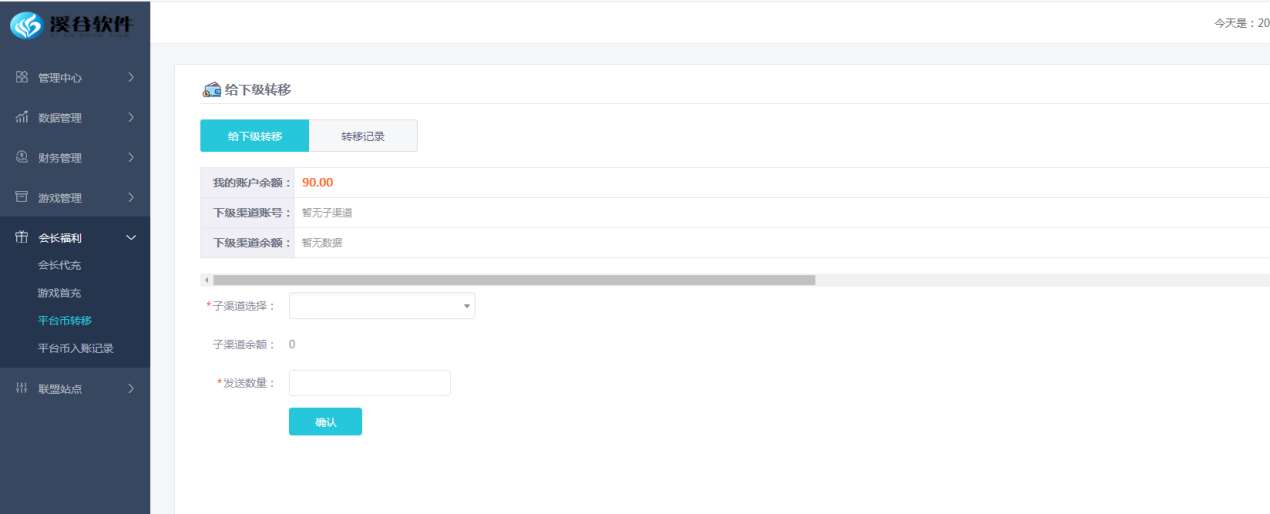 溪谷软件
今天是：20
管理中心
数据管理
财务管理
游戏管理
会长福利
会长代充
游戏首充
平台币转移
平台币入账记录
联盟站点
给下级转移
给下级转移 转移记录
我的账户余额： 90.00
下级渠道账号： 暂无子渠道
下级渠道余额： 暂无数据
*子渠道选择：
子渠道余额： 0
*发送数量：
确认